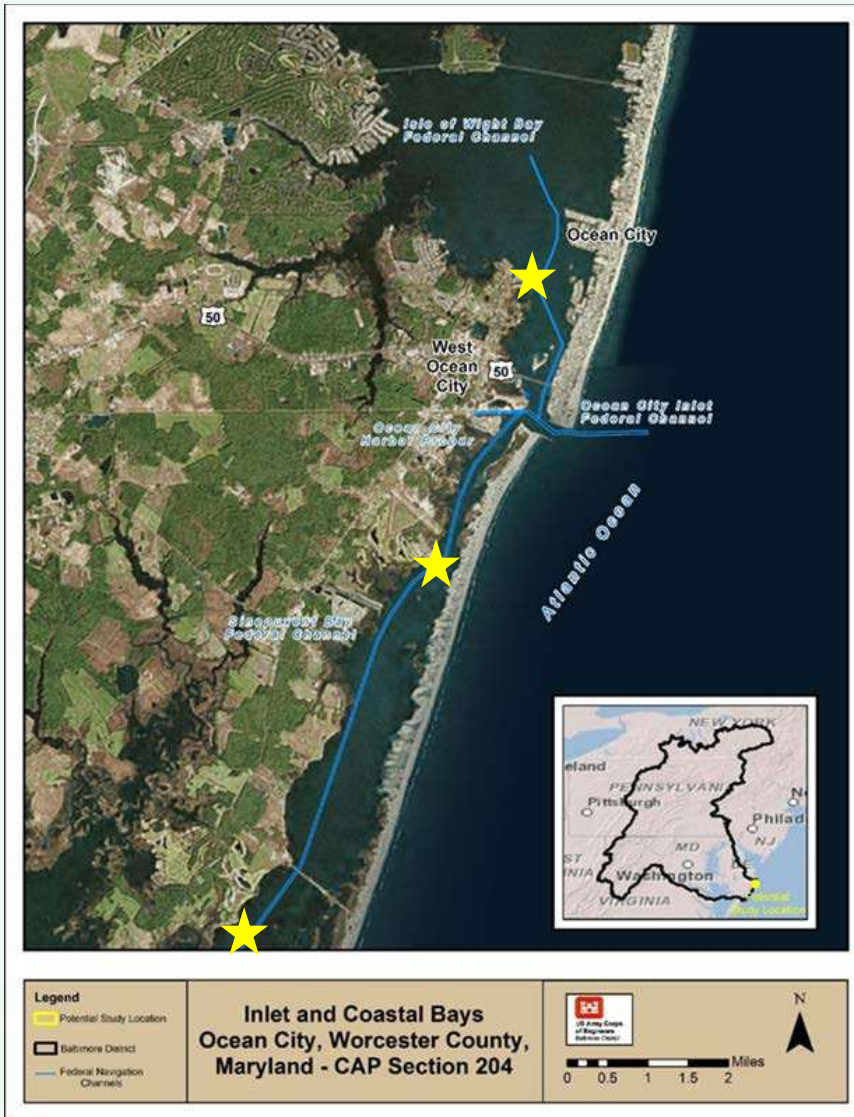 Isle of Wight Bay
Federal Channel
Ocean City
50
West
Ocean
City
50
Ocean City Inlet
Federal Channel
Ocean City
Harbor Proper
Atlantic Ocean
Sinepuxent Bay
Federal Channel
NEW YORK
eland
PENNSYLVANIA
Pittsburgh
Philad
NJ
MD
DE
ST
INIA
Washington
VIRGINIA
Potential
Study Location
Legend
Potential Study Location
Baltimore District
Federal Navigation
Channels
Inlet and Coastal Bays
Ocean City, Worcester County,
Maryland - CAP Section 204
US Army Corps
of Engineers
Baltimore District
N
Miles
0 0.5 1 1.5 2